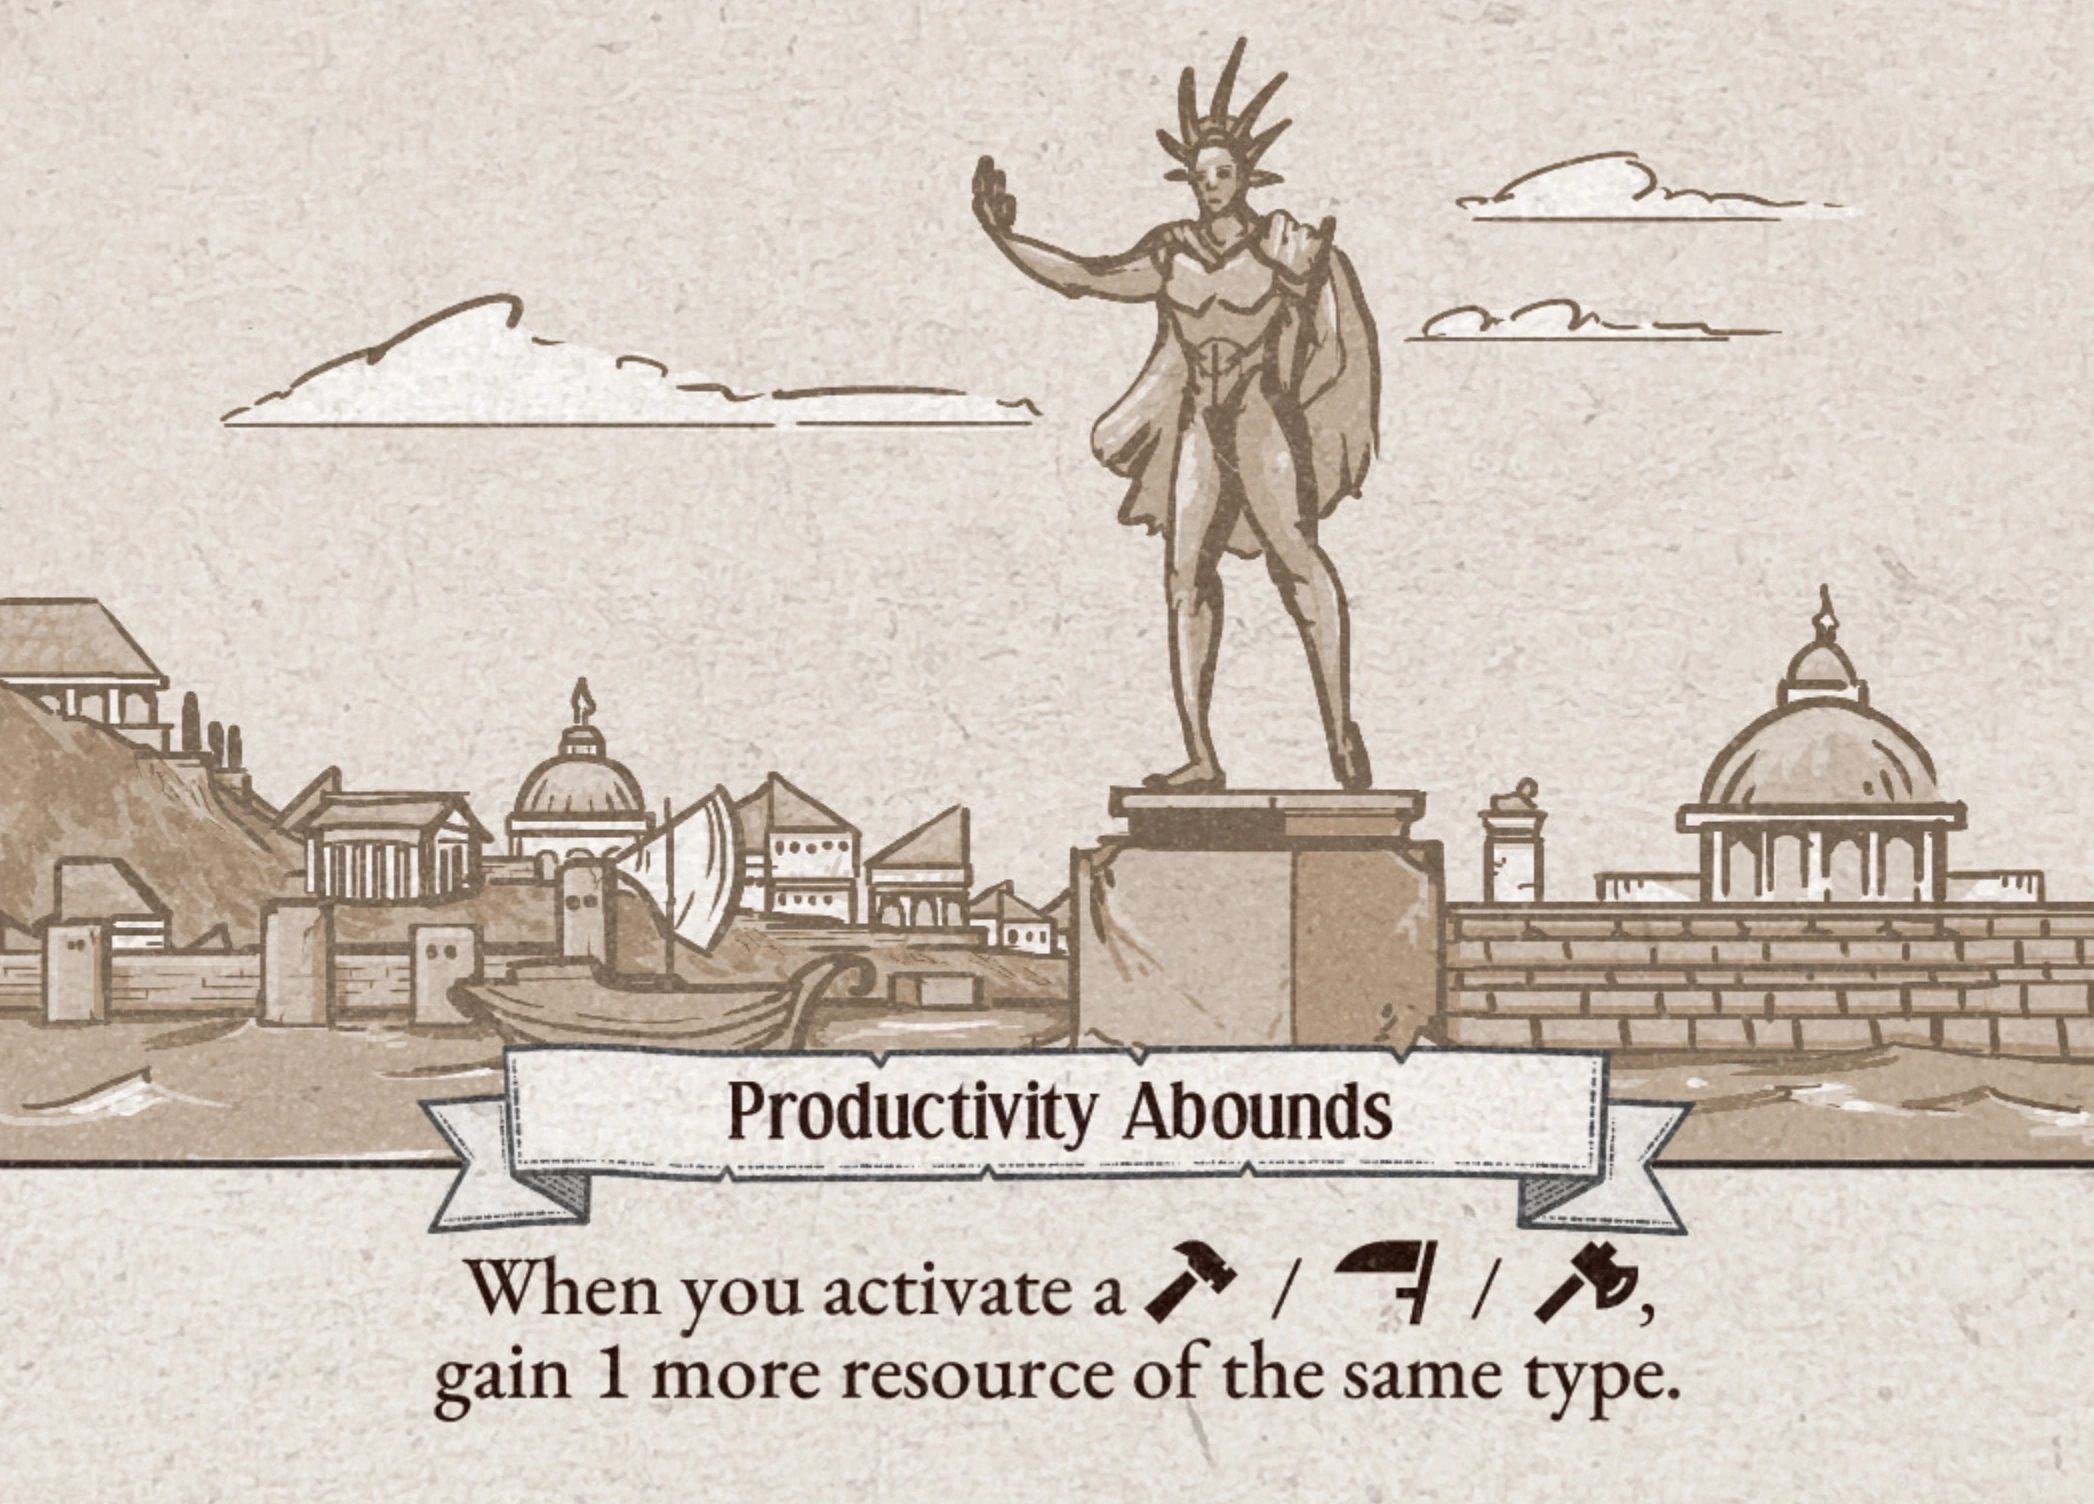 Productivity Abounds
When you activate a / / ,
gain 1 more resource of the same type.